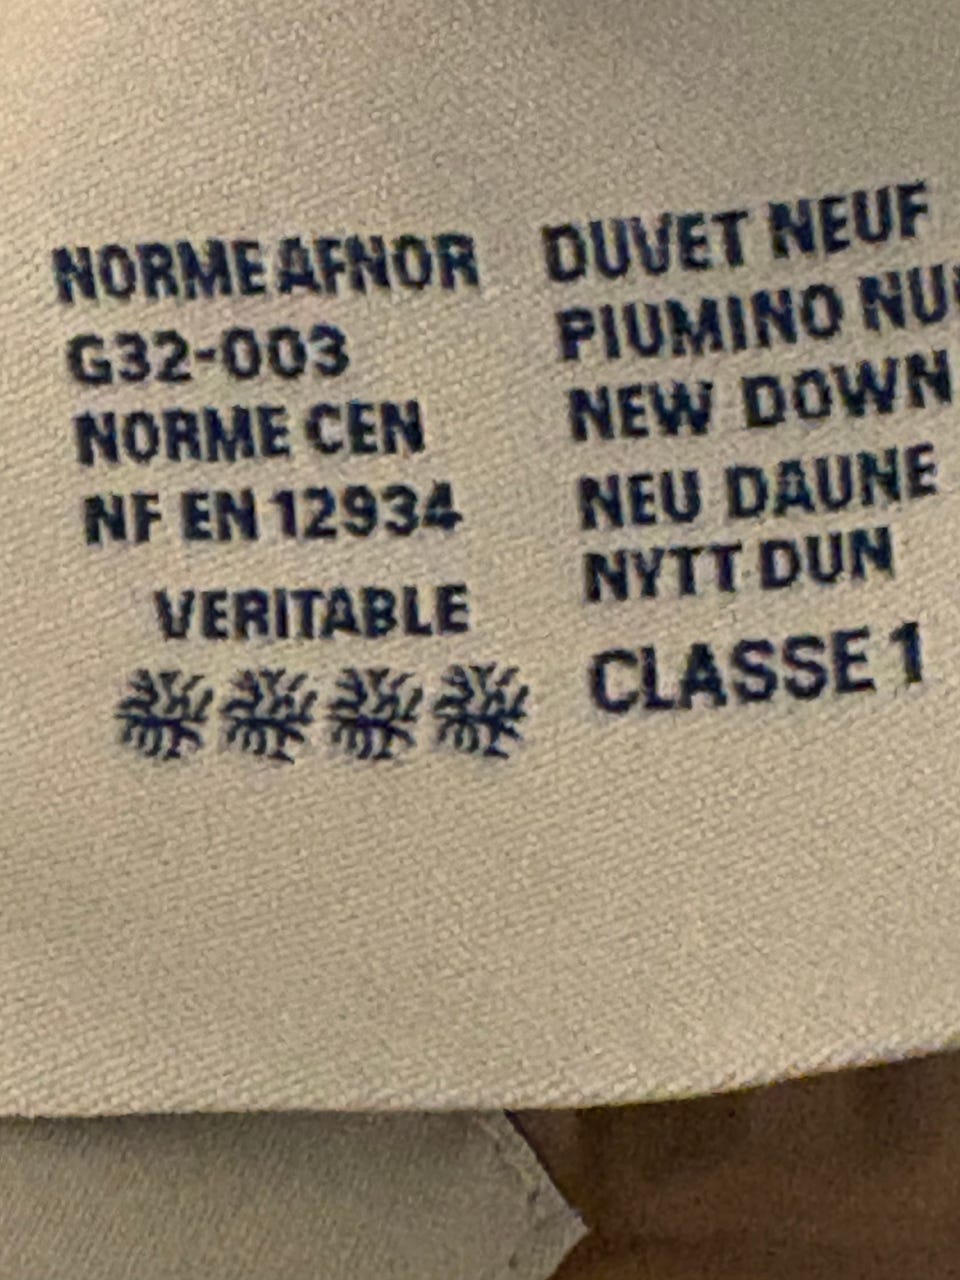 NORME AFNOR
G32-003
NORME CEN
NF EN 12934
VERITABLE
DUVET NEUF
PIUMINO
NEW DOWN
NEU DAUNE
NYTT DUN
CLASSE 1